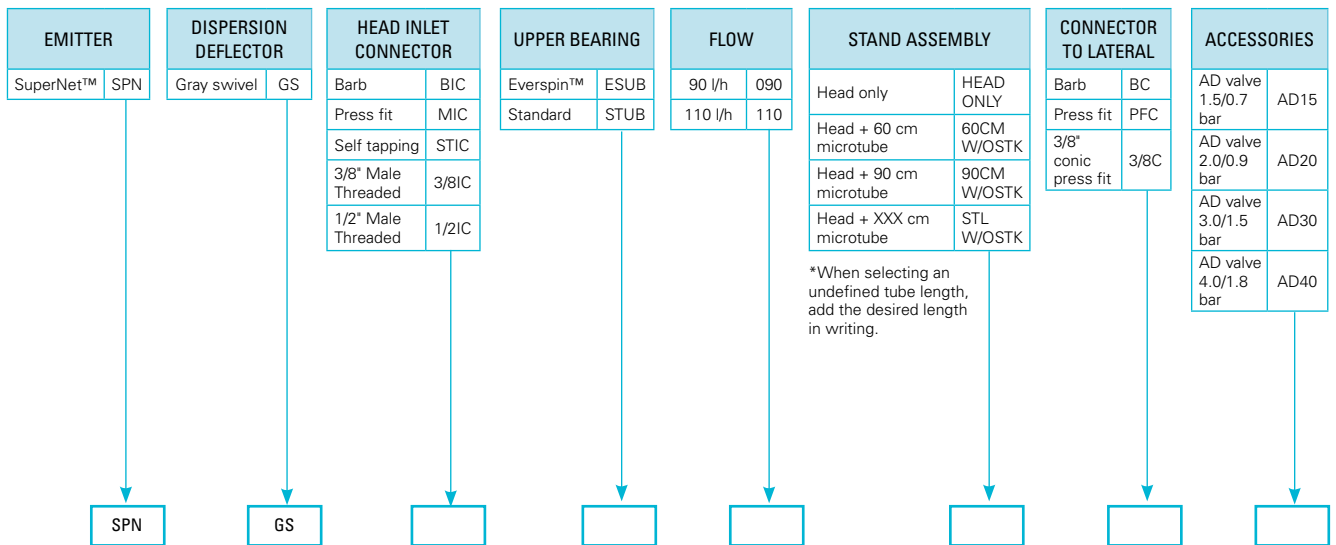 EMITTER
SuperNet™ SPN
DISPERSION
DEFLECTOR
Gray swivel GS
HEAD INLET
CONNECTOR
Barb BIC
Press fit MIC
Self tapping STIC
3/8" Male
Threaded 3/8IC
1/2" Male
Threaded 1/2IC
UPPER BEARING
Everspin™ ESUB
Standard STUB
FLOW
90 l/h 090
110 l/h 110
STAND ASSEMBLY
Head only HEAD
ONLY
Head + 60 cm 60CM
microtube W/OSTK
Head + 90 cm 90CM
microtube W/OSTK
Head + XXX cm STL
microtube W/OSTK
*When selecting an
undefined tube length,
add the desired length
in writing.
CONNECTOR
TO LATERAL
Barb BC
Press fit PFC
3/8"
conic 3/8C
press fit
ACCESSORIES
AD valve
1.5/0.7 AD15
bar
AD valve
2.0/0.9 AD20
bar
AD valve
3.0/1.5 AD30
bar
AD valve
4.0/1.8 AD40
bar
SPN
GS